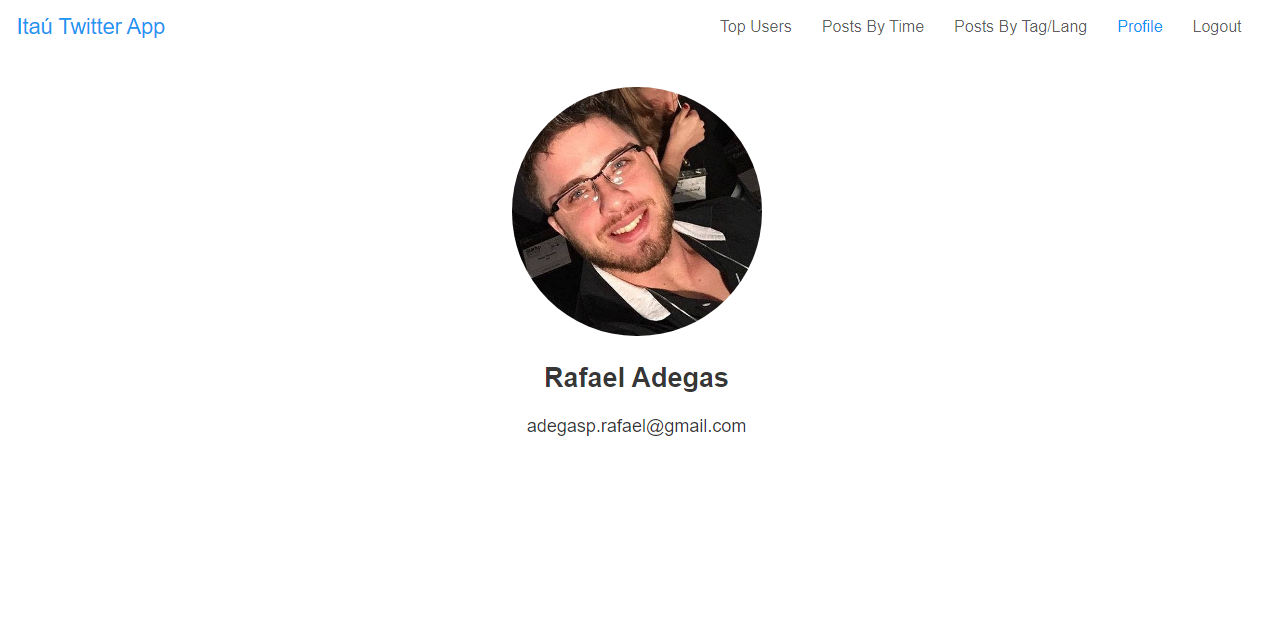 Itaú Twitter App
Top Users
Posts By Time
Posts By Tag/Lang
Profile
Logout
Rafael Adegas
adegasp.rafael@gmail.com